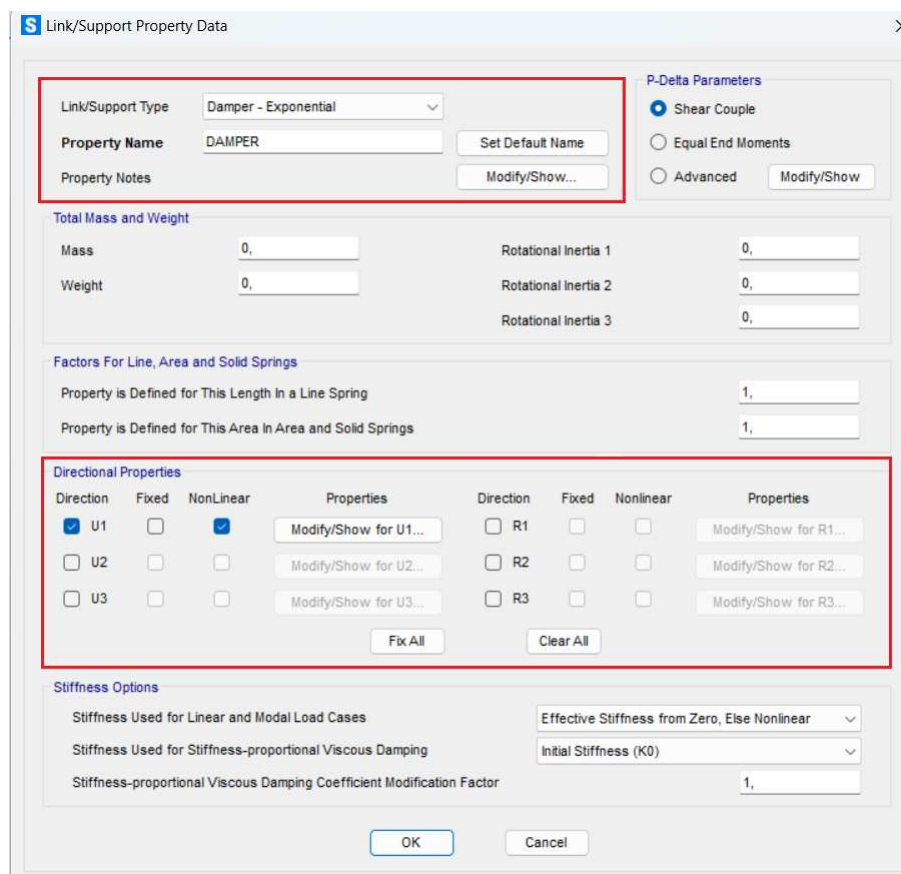 S Link/Support Property Data
Link/Support Type Damper - Exponential
Property Name DAMPER Set Default Name
Property Notes Modify/Show...
P-Delta Parameters
Shear Couple
Equal End Moments
Advanced Modify/Show
Total Mass and Weight
Mass 0, Rotational Inertia 1 0,
Weight 0, Rotational Inertia 2 0,
Rotational Inertia 3 0,
Factors For Line, Area and Solid Springs
Property is Defined for This Length In a Line Spring 1,
Property is Defined for This Area In Area and Solid Springs 1,
Directional Properties
Direction Fixed NonLinear Properties Direction Fixed Nonlinear Properties
U1 Modify/Show for U1... R1 Modify/Show for R1...
U2 Modify/Show for U2... R2 Modify/Show for R2...
U3 Modify/Show for U3... R3 Modify/Show for R3...
Fix All Clear All
Stiffness Options
Stiffness Used for Linear and Modal Load Cases Effective Stiffness from Zero, Else Nonlinear
Stiffness Used for Stiffness-proportional Viscous Damping Initial Stiffness (K0)
Stiffness-proportional Viscous Damping Coefficient Modification Factor 1,
OK Cancel